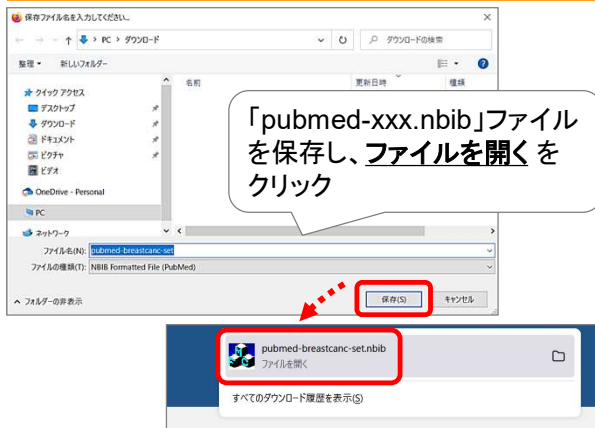 保存ファイル名を入力してください...
PC › ダウンロード
ダウンロードの検索
整理 新しいフォルダー
名前 更新日時 種類
クイック アクセス
デスクトップ
ダウンロード
ドキュメント
ピクチャ
ビデオ
OneDrive - Personal
PC
ネットワーク
「pubmed-xxx.nbib」ファイル
を保存し、ファイルを開く を
クリック
ファイル名(N): pubmed-breastcanc-set
ファイルの種類(T): NBIB Formatted File (PubMed)
フォルダーの非表示
保存(S) キャンセル
pubmed-breastcanc-set.nbib
ファイルを開く
すべてのダウンロード履歴を表示(S)